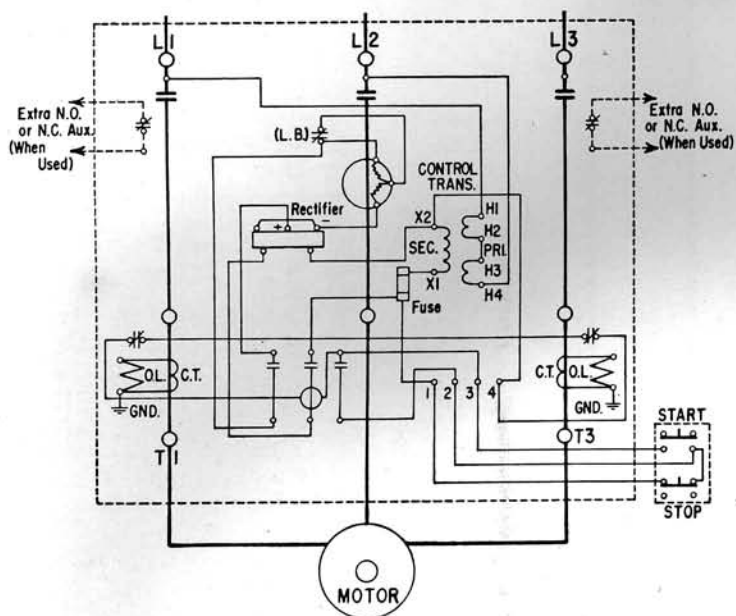 L1
L2
L3
Extra N.O.
or N.C. Aux.
(When
Used)
Extra N.O.
or N.C. Aux.
(When Used)
(L.B.)
CONTROL
TRANS.
Rectifier
+
−
X2
SEC.
X1
H1
H2
PRI.
H3
H4
Fuse
O.L.
C.T.
GND.
C.T.
O.L.
GND.
1
2
3
4
T1
T3
START
STOP
MOTOR